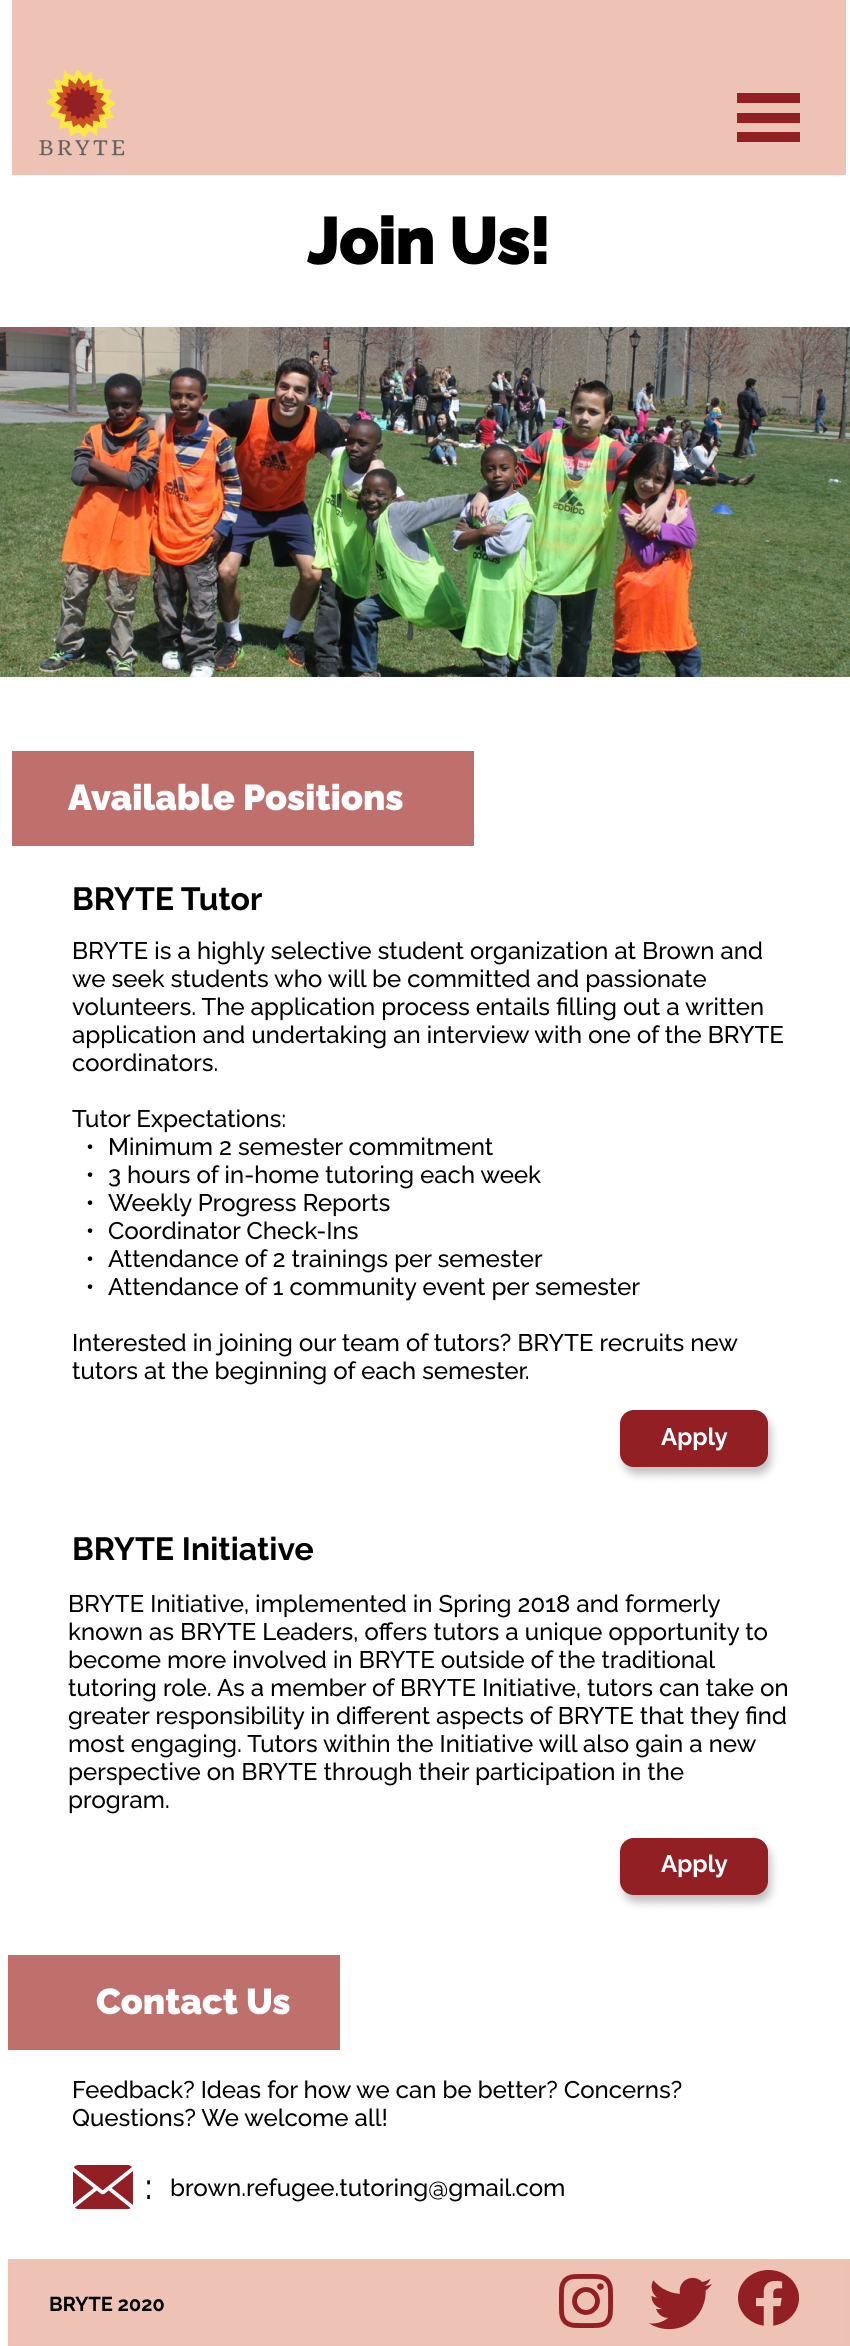 BRYTE
Join Us!
adidas
adidas
adidas
adidas
adidas
adidas
Available Positions
BRYTE Tutor
BRYTE is a highly selective student organization at Brown and
we seek students who will be committed and passionate
volunteers. The application process entails filling out a written
application and undertaking an interview with one of the BRYTE
coordinators.
Tutor Expectations:
• Minimum 2 semester commitment
• 3 hours of in-home tutoring each week
• Weekly Progress Reports
• Coordinator Check-Ins
• Attendance of 2 trainings per semester
• Attendance of 1 community event per semester
Interested in joining our team of tutors? BRYTE recruits new
tutors at the beginning of each semester.
Apply
BRYTE Initiative
BRYTE Initiative, implemented in Spring 2018 and formerly
known as BRYTE Leaders, offers tutors a unique opportunity to
become more involved in BRYTE outside of the traditional
tutoring role. As a member of BRYTE Initiative, tutors can take on
greater responsibility in different aspects of BRYTE that they find
most engaging. Tutors within the Initiative will also gain a new
perspective on BRYTE through their participation in the
program.
Apply
Contact Us
Feedback? Ideas for how we can be better? Concerns?
Questions? We welcome all!
: brown.refugee.tutoring@gmail.com
BRYTE 2020